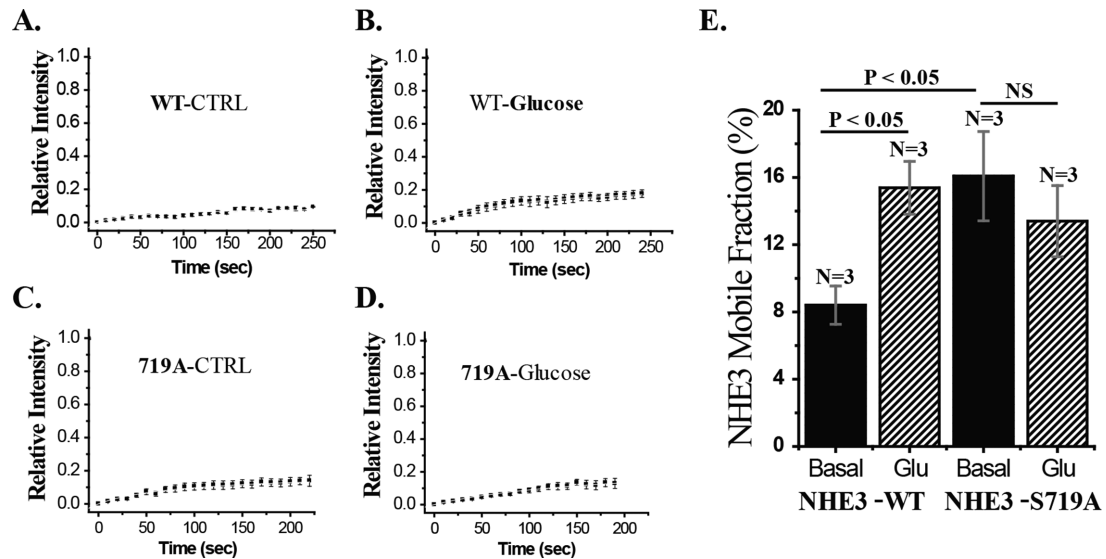 A.
1.0
0.8
0.6
0.4
0.2
0.0
Relative Intensity
WT-CTRL
0 50 100 150 200 250
Time (sec)
B.
1.0
0.8
0.6
0.4
0.2
0.0
Relative Intensity
WT-Glucose
0 50 100 150 200 250
Time (sec)
C.
1.0
0.8
0.6
0.4
0.2
0.0
Relative Intensity
719A-CTRL
0 50 100 150 200
Time (sec)
D.
1.0
0.8
0.6
0.4
0.2
0.0
Relative Intensity
719A-Glucose
0 50 100 150 200
Time (sec)
E.
P < 0.05
NS
P < 0.05
N=3
N=3
N=3
N=3
20
16
12
8
4
0
NHE3 Mobile Fraction (%)
Basal Glu Basal Glu
NHE3 -WT NHE3 -S719A